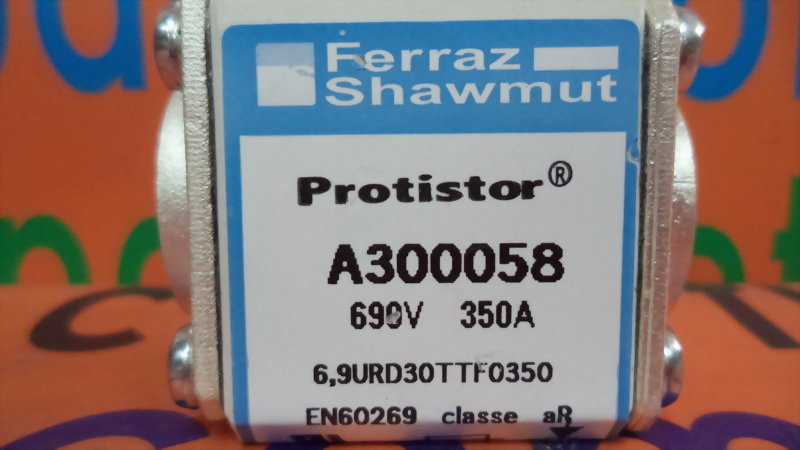 Ferraz
Shawmut
Protistor®
A300058
690V 350A
6,9URD30TTF0350
EN60269 classe aR